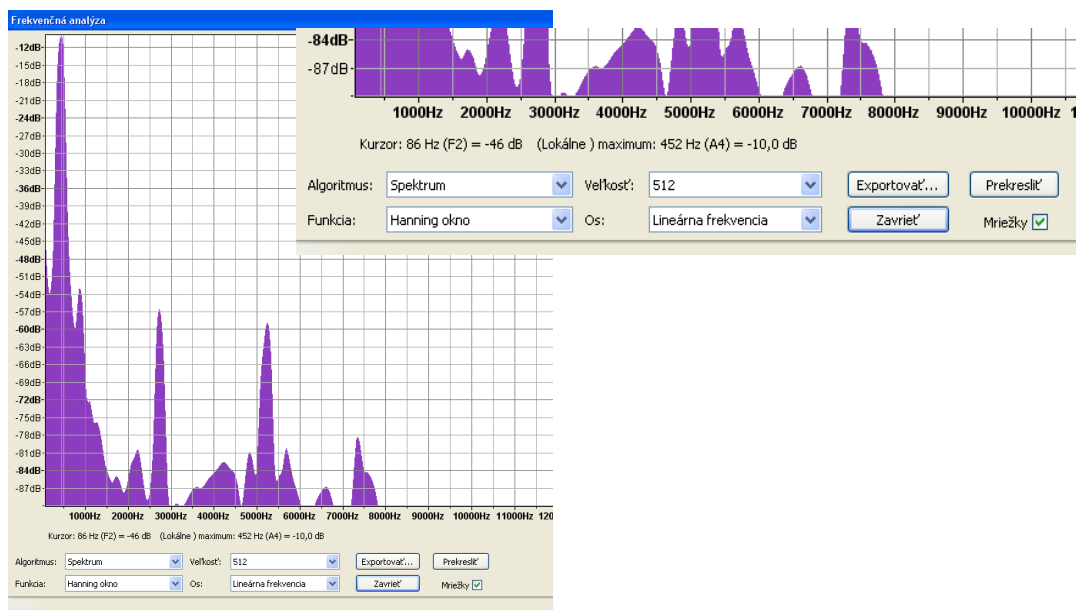 Frekvenčná analýza
-12dB-
-15dB-
-18dB-
-21dB-
-24dB-
-27dB-
-30dB-
-33dB-
-36dB-
-39dB-
-42dB-
-45dB-
-48dB-
-51dB-
-54dB-
-57dB-
-60dB-
-63dB-
-66dB-
-69dB-
-72dB-
-75dB-
-78dB-
-81dB-
-84dB-
-87dB-
1000Hz 2000Hz 3000Hz 4000Hz 5000Hz 6000Hz 7000Hz 8000Hz 9000Hz 10000Hz 11000Hz 120
Kurzor: 86 Hz (F2) = -46 dB (Lokálne ) maximum: 452 Hz (A4) = -10,0 dB
Algoritmus: Spektrum Veľkosť: 512 Exportovať... Prekresliť
Funkcia: Hanning okno Os: Lineárna frekvencia Zavrieť Mriežky
-84dB-
-87dB-
1000Hz 2000Hz 3000Hz 4000Hz 5000Hz 6000Hz 7000Hz 8000Hz 9000Hz 10000Hz 1
Kurzor: 86 Hz (F2) = -46 dB (Lokálne ) maximum: 452 Hz (A4) = -10,0 dB
Algoritmus: Spektrum Veľkosť: 512 Exportovať... Prekresliť
Funkcia: Hanning okno Os: Lineárna frekvencia Zavrieť Mriežky